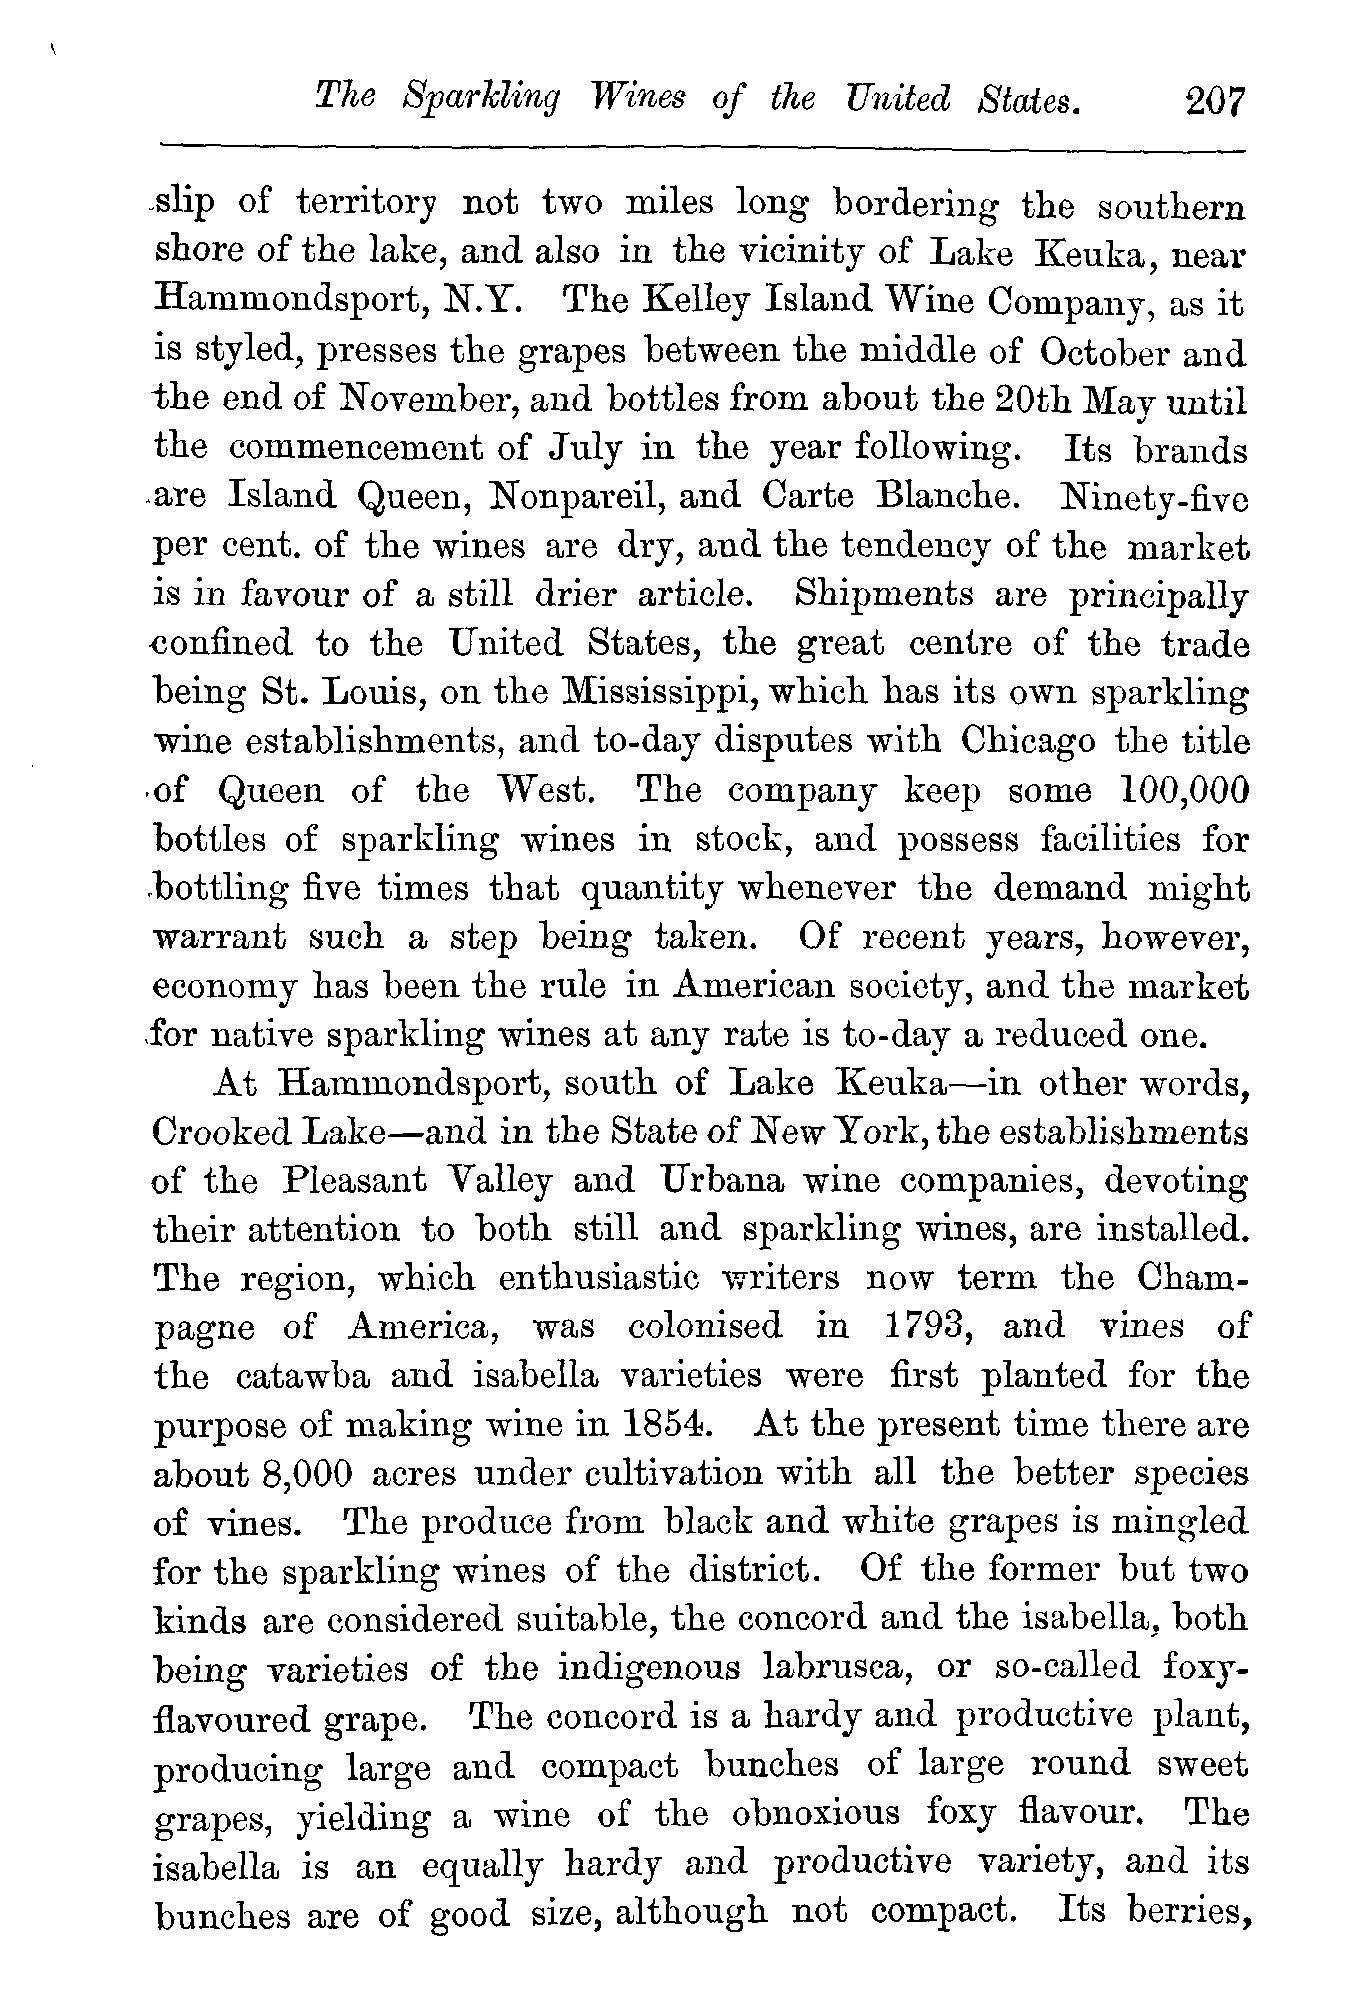 The Sparkling Wines of the United States. 207
slip of territory not two miles long bordering the southern
shore of the lake, and also in the vicinity of Lake Keuka, near
Hammondsport, N.Y. The Kelley Island Wine Company, as it
is styled, presses the grapes between the middle of October and
the end of November, and bottles from about the 20th May until
the commencement of July in the year following. Its brands
are Island Queen, Nonpareil, and Carte Blanche. Ninety-five
per cent. of the wines are dry, and the tendency of the market
is in favour of a still drier article. Shipments are principally
confined to the United States, the great centre of the trade
being St. Louis, on the Mississippi, which has its own sparkling
wine establishments, and to-day disputes with Chicago the title
of Queen of the West. The company keep some 100,000
bottles of sparkling wines in stock, and possess facilities for
bottling five times that quantity whenever the demand might
warrant such a step being taken. Of recent years, however,
economy has been the rule in American society, and the market
for native sparkling wines at any rate is to-day a reduced one.
At Hammondsport, south of Lake Keuka—in other words,
Crooked Lake—and in the State of New York, the establishments
of the Pleasant Valley and Urbana wine companies, devoting
their attention to both still and sparkling wines, are installed.
The region, which enthusiastic writers now term the Cham-
pagne of America, was colonised in 1793, and vines of
the catawba and isabella varieties were first planted for the
purpose of making wine in 1854. At the present time there are
about 8,000 acres under cultivation with all the better species
of vines. The produce from black and white grapes is mingled
for the sparkling wines of the district. Of the former but two
kinds are considered suitable, the concord and the isabella, both
being varieties of the indigenous labrusca, or so-called foxy-
flavoured grape. The concord is a hardy and productive plant,
producing large and compact bunches of large round sweet
grapes, yielding a wine of the obnoxious foxy flavour. The
isabella is an equally hardy and productive variety, and its
bunches are of good size, although not compact. Its berries,